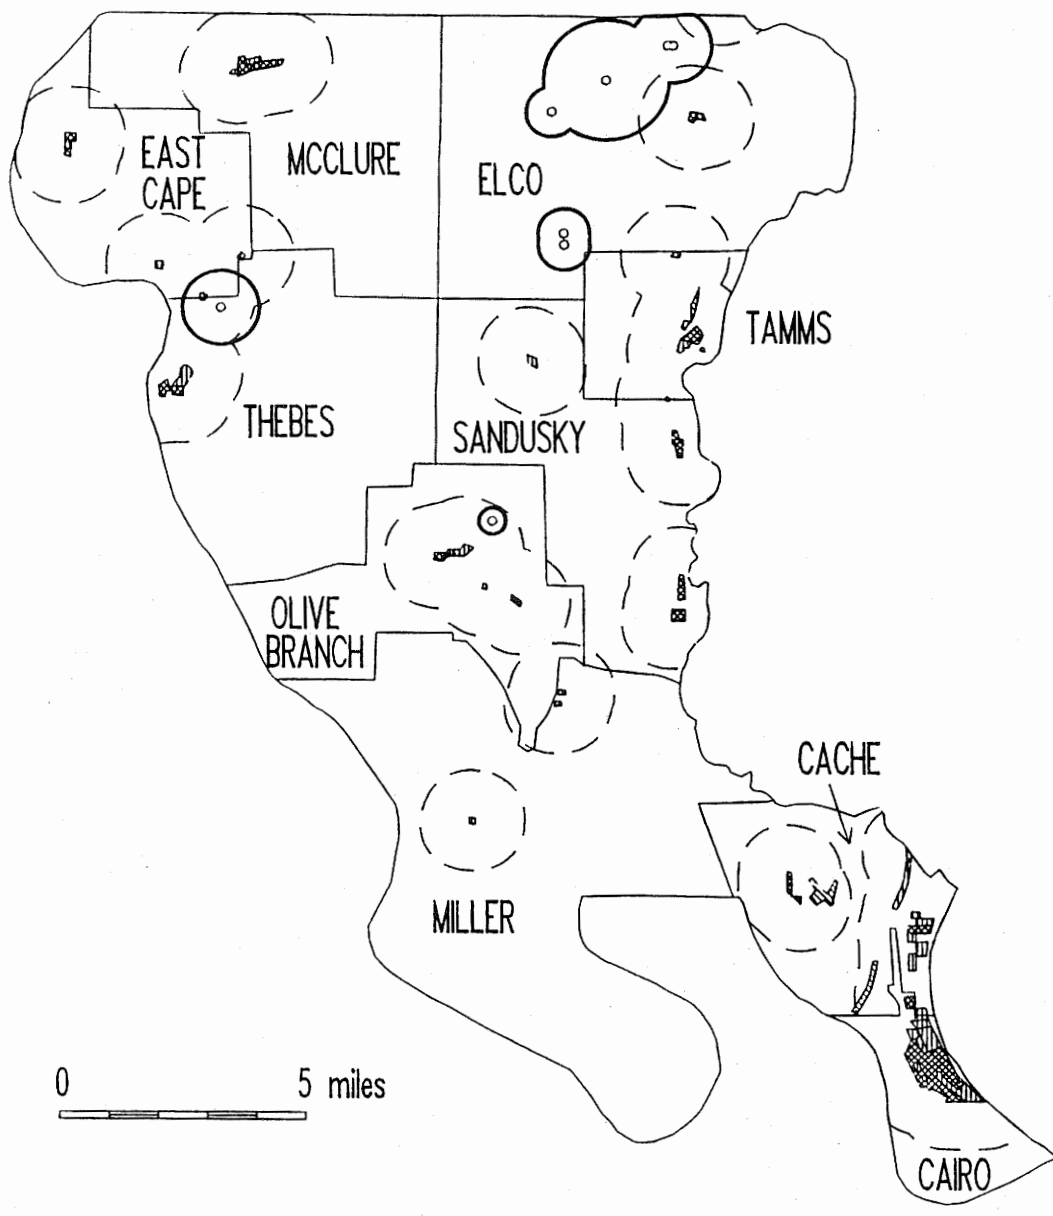 EAST
CAPE
MCCLURE
ELCO
TAMMS
THEBES
SANDUSKY
OLIVE
BRANCH
CACHE
MILLER
0 5 miles
CAIRO